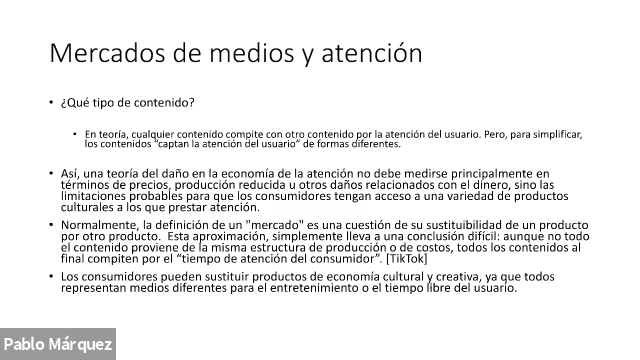 Mercados de medios y atención
• ¿Qué tipo de contenido?
• En teoría, cualquier contenido compite con otro contenido por la atención del usuario. Pero, para simplificar,
los contenidos "captan la atención del usuario" de formas diferentes.
• Así, una teoría del daño en la economía de la atención no debe medirse principalmente en
términos de precios, producción reducida u otros daños relacionados con el dinero, sino las
limitaciones probables para que los consumidores tengan acceso a una variedad de productos
culturales a los que prestar atención.
• Normalmente, la definición de un "mercado" es una cuestión de su sustituibilidad de un producto
por otro producto. Esta aproximación, simplemente lleva a una conclusión difícil: aunque no todo
el contenido proviene de la misma estructura de producción o de costos, todos los contenidos al
final compiten por el “tiempo de atención del consumidor”. [TikTok]
• Los consumidores pueden sustituir productos de economía cultural y creativa, ya que todos
representan medios diferentes para el entretenimiento o el tiempo libre del usuario.
Pablo Márquez